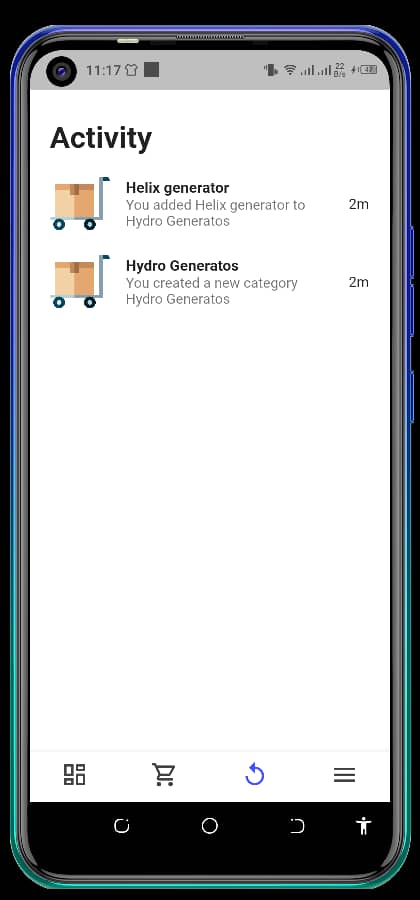 11:17
22
B/s
Activity
Helix generator
You added Helix generator to
Hydro Generatos
2m
Hydro Generatos
You created a new category
Hydro Generatos
2m